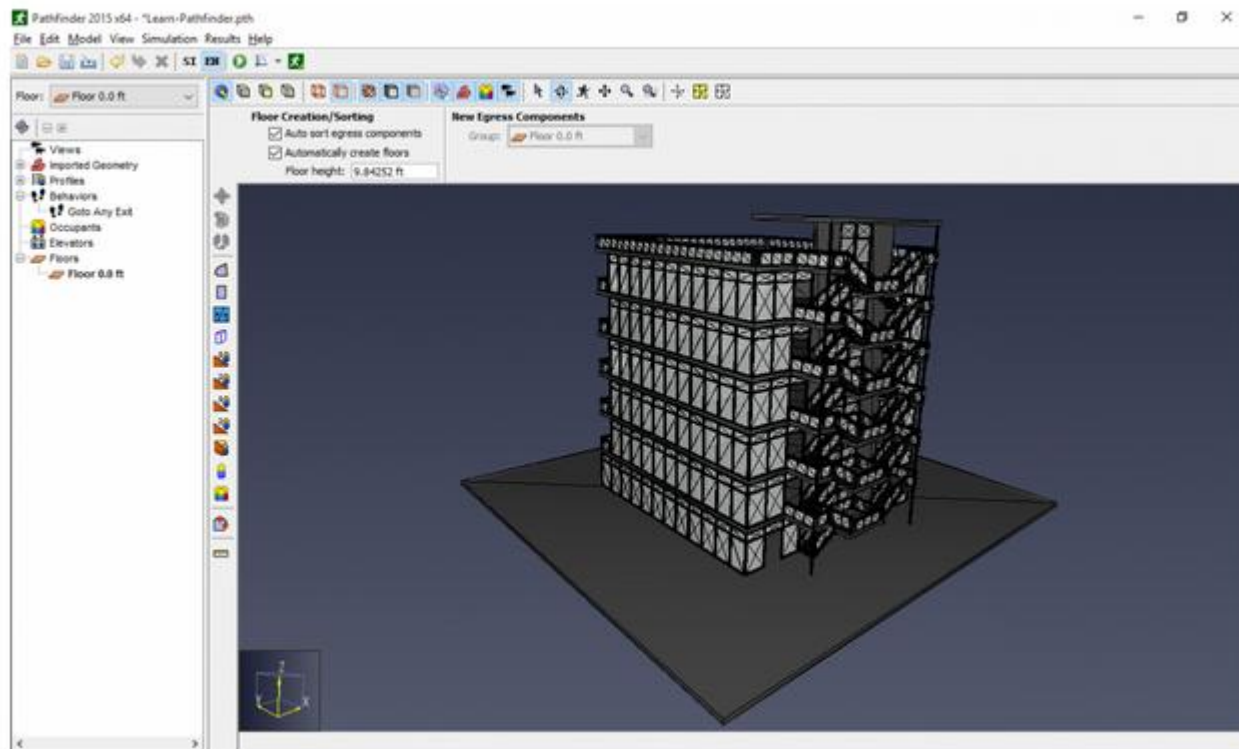 Pathfinder 2015 x64 - *Learn-Pathfinder.pth
File Edit Model View Simulation Results Help
SI EN
Floor: Floor 0.0 ft
Floor Creation/Sorting
Auto sort egress components
Automatically create floors
Floor height: 9.84252 ft
New Egress Components
Group: Floor 0.0 ft
Views
Imported Geometry
Profiles
Behaviors
Goto Any Exit
Occupants
Elevators
Floors
Floor 0.0 ft
Z
Y
X